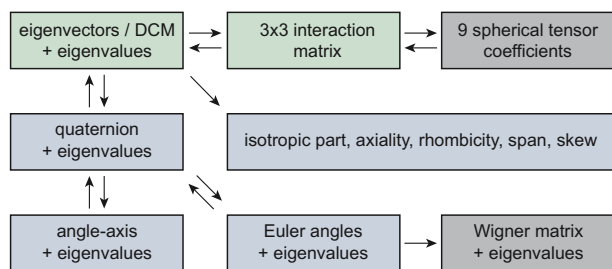 eigenvectors / DCM
+ eigenvalues
3x3 interaction
matrix
9 spherical tensor
coefficients
quaternion
+ eigenvalues
isotropic part, axiality, rhombicity, span, skew
angle-axis
+ eigenvalues
Euler angles
+ eigenvalues
Wigner matrix
+ eigenvalues